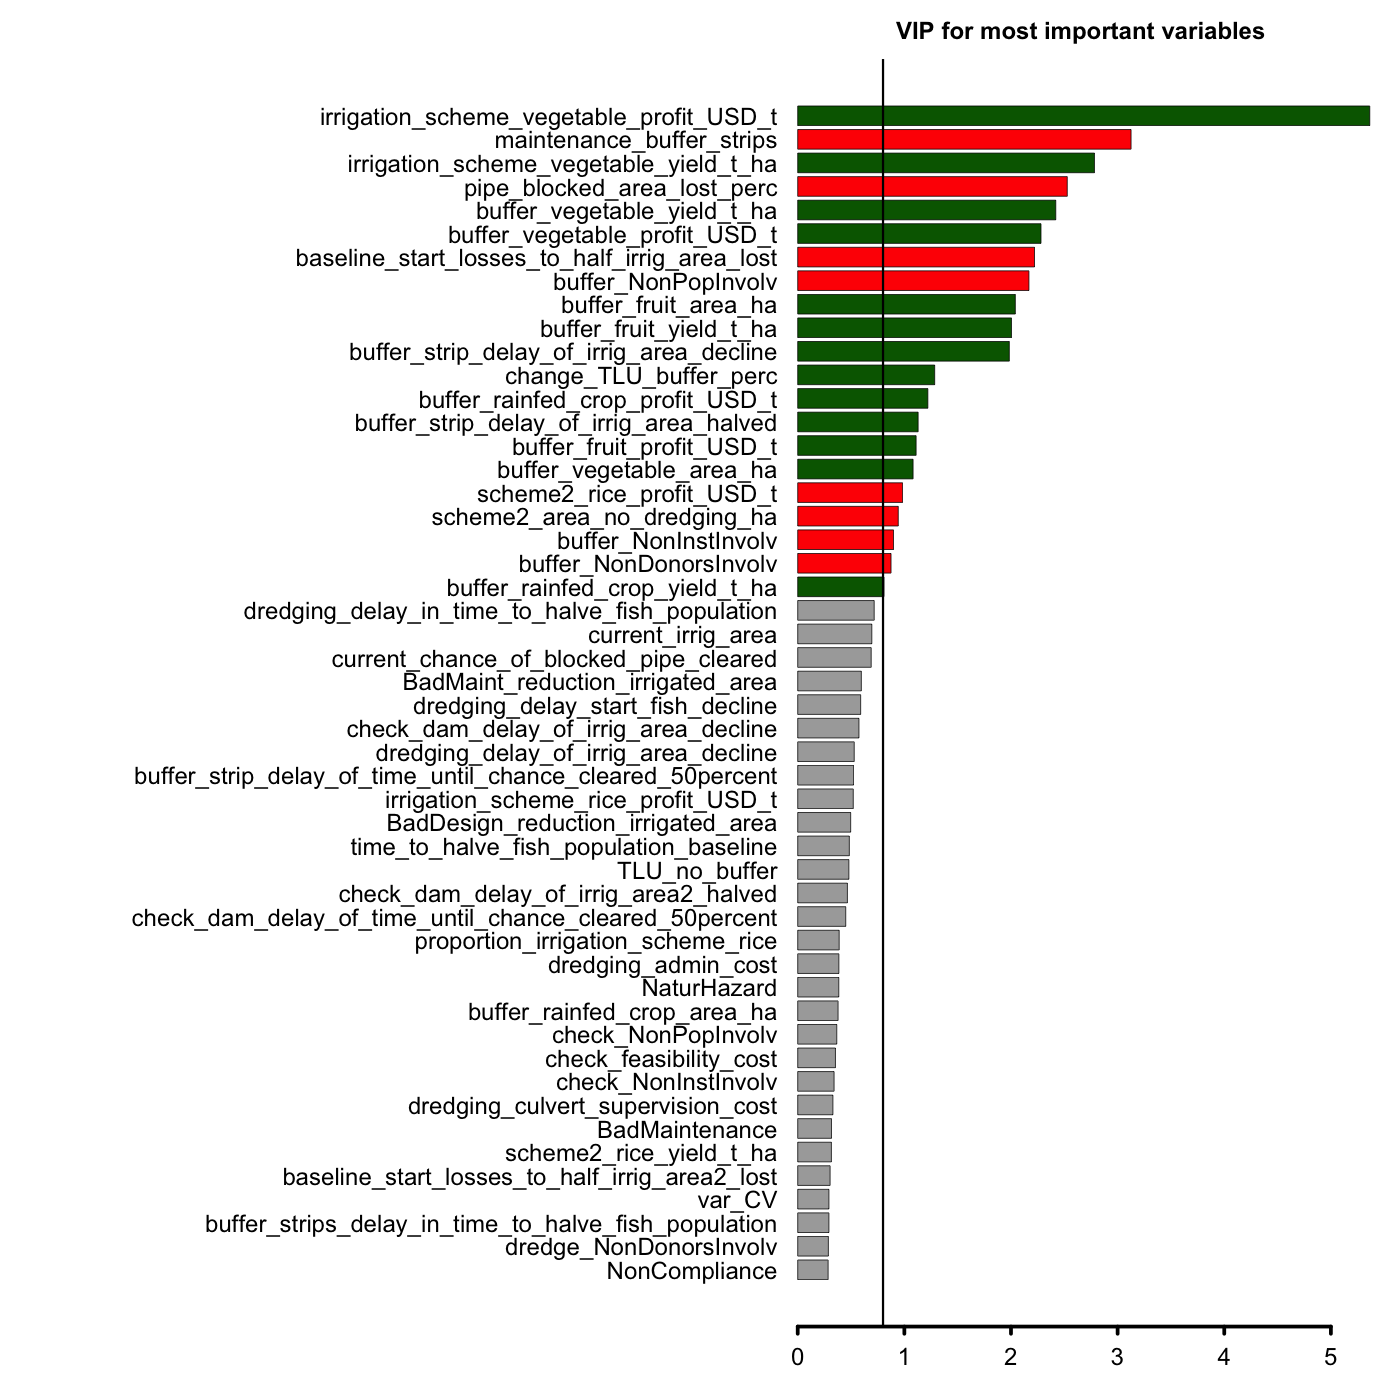 VIP for most important variables
irrigation_scheme_vegetable_profit_USD_t
maintenance_buffer_strips
irrigation_scheme_vegetable_yield_t_ha
pipe_blocked_area_lost_perc
buffer_vegetable_yield_t_ha
buffer_vegetable_profit_USD_t
baseline_start_losses_to_half_irrig_area_lost
buffer_NonPopInvolv
buffer_fruit_area_ha
buffer_fruit_yield_t_ha
buffer_strip_delay_of_irrig_area_decline
change_TLU_buffer_perc
buffer_rainfed_crop_profit_USD_t
buffer_strip_delay_of_irrig_area_halved
buffer_fruit_profit_USD_t
buffer_vegetable_area_ha
scheme2_rice_profit_USD_t
scheme2_area_no_dredging_ha
buffer_NonInstInvolv
buffer_NonDonorsInvolv
buffer_rainfed_crop_yield_t_ha
dredging_delay_in_time_to_halve_fish_population
current_irrig_area
current_chance_of_blocked_pipe_cleared
BadMaint_reduction_irrigated_area
dredging_delay_start_fish_decline
check_dam_delay_of_irrig_area_decline
dredging_delay_of_irrig_area_decline
buffer_strip_delay_of_time_until_chance_cleared_50percent
irrigation_scheme_rice_profit_USD_t
BadDesign_reduction_irrigated_area
time_to_halve_fish_population_baseline
TLU_no_buffer
check_dam_delay_of_irrig_area2_halved
check_dam_delay_of_time_until_chance_cleared_50percent
proportion_irrigation_scheme_rice
dredging_admin_cost
NaturHazard
buffer_rainfed_crop_area_ha
check_NonPopInvolv
check_feasibility_cost
check_NonInstInvolv
dredging_culvert_supervision_cost
BadMaintenance
scheme2_rice_yield_t_ha
baseline_start_losses_to_half_irrig_area2_lost
var_CV
buffer_strips_delay_in_time_to_halve_fish_population
dredge_NonDonorsInvolv
NonCompliance
0 1 2 3 4 5